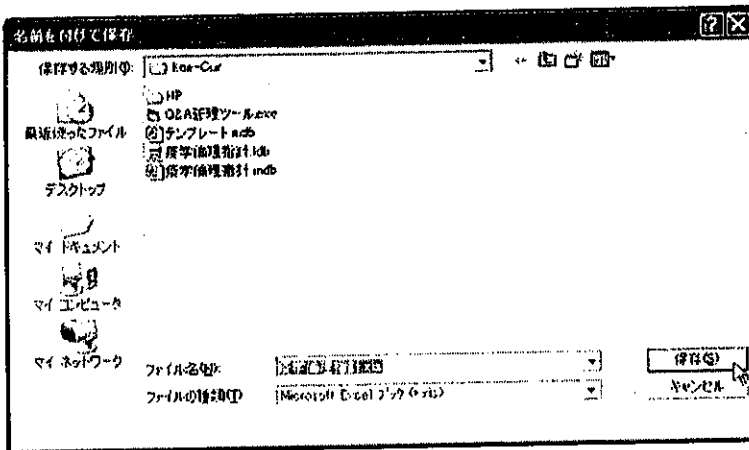 名前を付けて保存
保存する場所(I):
HP
Q&A整理ツール.exe
テンプレート.mdb
疫学倫理指針.ldb
疫学倫理指針.mdb
最近使ったファイル
デスクトップ
マイ ドキュメント
マイ コンピュータ
マイ ネットワーク
ファイル名(N):
保存(S)
ファイルの種類(T):
Microsoft Excel ブック (*.xls)
キャンセル